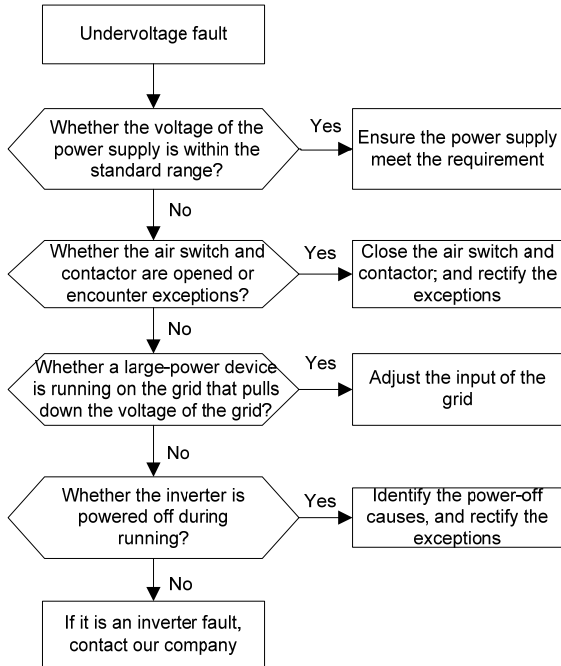 Undervoltage fault
Whether the voltage of the
power supply is within the
standard range?
Yes
Ensure the power supply
meet the requirement
No
Whether the air switch and
contactor are opened or
encounter exceptions?
Yes
Close the air switch and
contactor; and rectify the
exceptions
No
Whether a large-power device
is running on the grid that pulls
down the voltage of the grid?
Yes
Adjust the input of the
grid
No
Whether the inverter is
powered off during
running?
Yes
Identify the power-off
causes, and rectify the
exceptions
No
If it is an inverter fault,
contact our company